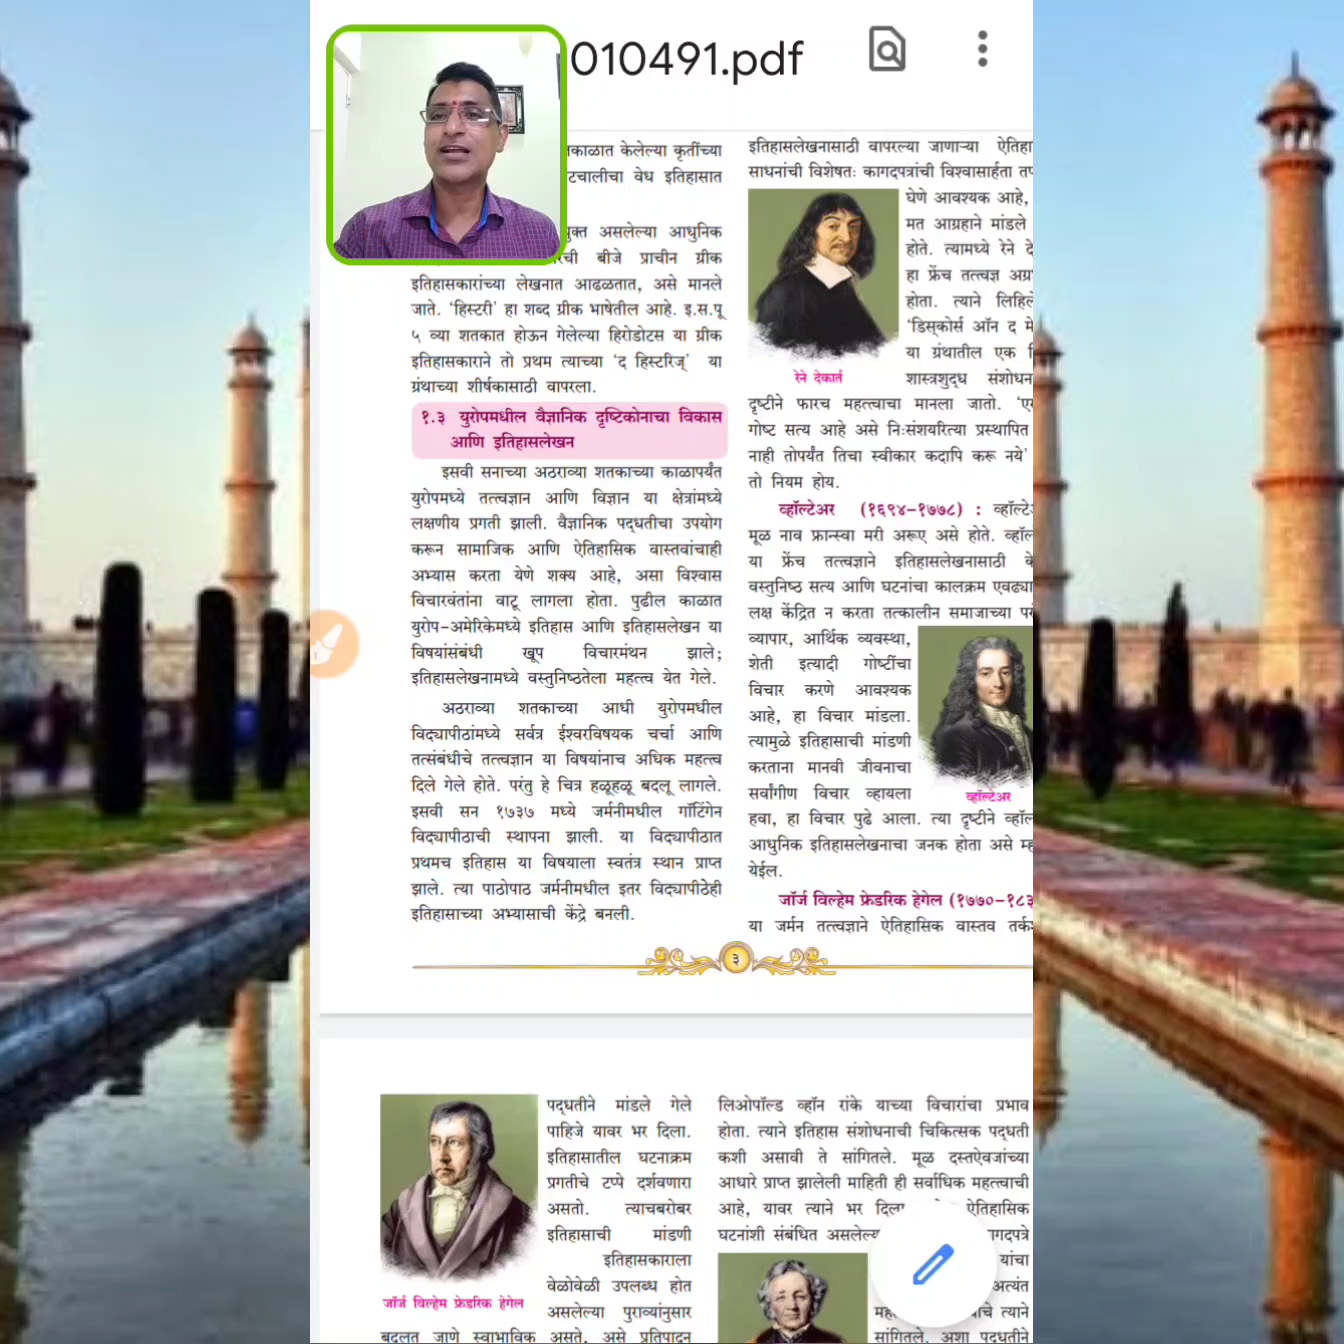 010491.pdf
केलेल्या कृतींच्या
वेध इतिहासात
असलेल्या आधुनिक
बीजे प्राचीन ग्रीक
इतिहासकारांच्या लेखनात आढळतात, असे मानले
जाते. ‘हिस्टरी’ हा शब्द ग्रीक भाषेतील आहे. इ.स.पू
५ व्या शतकात होऊन गेलेल्या हिरोडोटस या ग्रीक
इतिहासकाराने तो प्रथम त्याच्या ‘द हिस्टरिज्’ या
ग्रंथाच्या शीर्षकासाठी वापरला.
१.३ युरोपमधील वैज्ञानिक दृष्टिकोनाचा विकास
आणि इतिहासलेखन
इसवी सनाच्या अठराव्या शतकाच्या काळापर्यंत
युरोपमध्ये तत्त्वज्ञान आणि विज्ञान या क्षेत्रांमध्ये
लक्षणीय प्रगती झाली. वैज्ञानिक पद्धतीचा उपयोग
करून सामाजिक आणि ऐतिहासिक वास्तवांचाही
अभ्यास करता येणे शक्य आहे, असा विश्वास
विचारवंतांना वाटू लागला होता. पुढील काळात
युरोप-अमेरिकेमध्ये इतिहास आणि इतिहासलेखन या
विषयांसंबंधी खूप विचारमंथन झाले;
इतिहासलेखनामध्ये वस्तुनिष्ठतेला महत्त्व येत गेले.
अठराव्या शतकाच्या आधी युरोपमधील
विद्यापीठांमध्ये सर्वत्र ईश्वरविषयक चर्चा आणि
तत्संबंधीचे तत्त्वज्ञान या विषयांनाच अधिक महत्त्व
दिले गेले होते. परंतु हे चित्र हळूहळू बदलू लागले.
इसवी सन १७३७ मध्ये जर्मनीमधील गॉटिंगेन
विद्यापीठाची स्थापना झाली. या विद्यापीठात
प्रथमच इतिहास या विषयाला स्वतंत्र स्थान प्राप्त
झाले. त्या पाठोपाठ जर्मनीमधील इतर विद्यापीठेही
इतिहासाच्या अभ्यासाची केंद्रे बनली.
इतिहासलेखनासाठी वापरल्या जाणाऱ्या
साधनांची विशेषतः कागदपत्रांची विश्वासार्हता
घेणे आवश्यक आहे,
मत आग्रहाने मांडले
होते. त्यामध्ये रेने
हा फ्रेंच तत्त्वज्ञ
होता. त्याने
‘डिस्कोर्स ऑन द
या ग्रंथातील एक
रेने देकार्त
शास्त्रशुद्ध संशोधन
दृष्टीने फारच महत्त्वाचा मानला जातो.
गोष्ट सत्य आहे असे निःसंशयरित्या प्रस्थापित
नाही तोपर्यंत तिचा स्वीकार कदापि करू नये’
तो नियम होय.
व्हॉल्टेअर (१६९४-१७७८) :
मूळ नाव फ्रान्स्वा मरी अरूए असे होते.
या फ्रेंच तत्त्वज्ञाने इतिहासलेखनासाठी
वस्तुनिष्ठ सत्य आणि घटनांचा कालक्रम
लक्ष केंद्रित न करता तत्कालीन समाजाच्या
व्यापार, आर्थिक व्यवस्था,
शेती इत्यादी गोष्टींचा
विचार करणे आवश्यक
आहे, हा विचार मांडला.
त्यामुळे इतिहासाची मांडणी
करताना मानवी जीवनाचा
सर्वांगीण विचार व्हायला
व्हॉल्टेअर
हवा, हा विचार पुढे आला. त्या दृष्टीने
आधुनिक इतिहासलेखनाचा जनक होता असे
येईल.
जॉर्ज विल्हेम फ्रेडरिक हेगेल
या जर्मन तत्त्वज्ञाने ऐतिहासिक वास्तव
३
पद्धतीने मांडले गेले
पाहिजे यावर भर दिला.
इतिहासातील घटनाक्रम
प्रगतीचे टप्पे दर्शवणारा
असतो. त्याचबरोबर
इतिहासाची मांडणी
इतिहासकाराला
वेळोवेळी उपलब्ध होत
जॉर्ज विल्हेम फ्रेडरिक हेगेल
असलेल्या पुराव्यांनुसार
बदलत जाणे स्वाभाविक असते, असे प्रतिपादन
लिओपॉल्ड व्हॉन रांके याच्या विचारांचा प्रभाव
होता. त्याने इतिहास संशोधनाची चिकित्सक पद्धती
कशी असावी ते सांगितले. मूळ दस्तऐवजांच्या
आधारे प्राप्त झालेली माहिती ही सर्वाधिक महत्त्वाची
आहे, यावर त्याने भर ऐतिहासिक
घटनांशी संबंधित
यांचा
अत्यंत
त्याने
सांगितले. अशा पद्धतीने